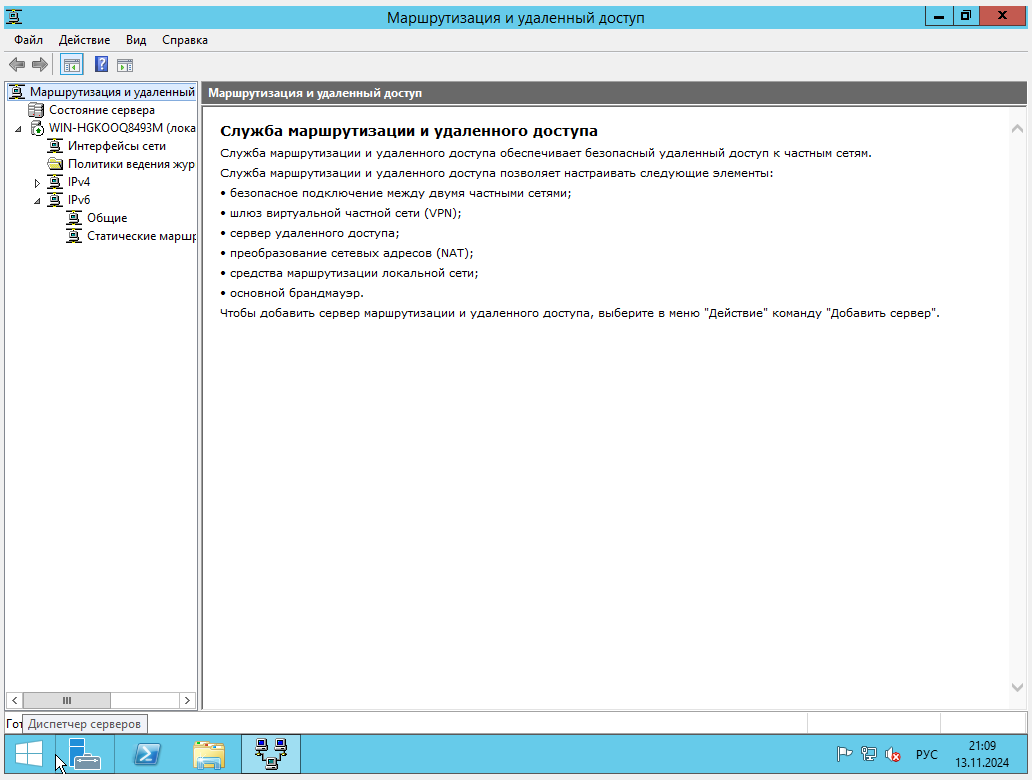 Маршрутизация и удаленный доступ
Файл Действие Вид Справка
Маршрутизация и удаленный
Маршрутизация и удаленный доступ
Состояние сервера
WIN-HGKOOQ8493M (лока
Интерфейсы сети
Политики ведения жур
IPv4
IPv6
Общие
Статические маршр
Служба маршрутизации и удаленного доступа
Служба маршрутизации и удаленного доступа обеспечивает безопасный удаленный доступ к частным сетям.
Служба маршрутизации и удаленного доступа позволяет настраивать следующие элементы:
• безопасное подключение между двумя частными сетями;
• шлюз виртуальной частной сети (VPN);
• сервер удаленного доступа;
• преобразование сетевых адресов (NAT);
• средства маршрутизации локальной сети;
• основной брандмауэр.
Чтобы добавить сервер маршрутизации и удаленного доступа, выберите в меню "Действие" команду "Добавить сервер".
Гот
Диспетчер серверов
РУС
21:09
13.11.2024